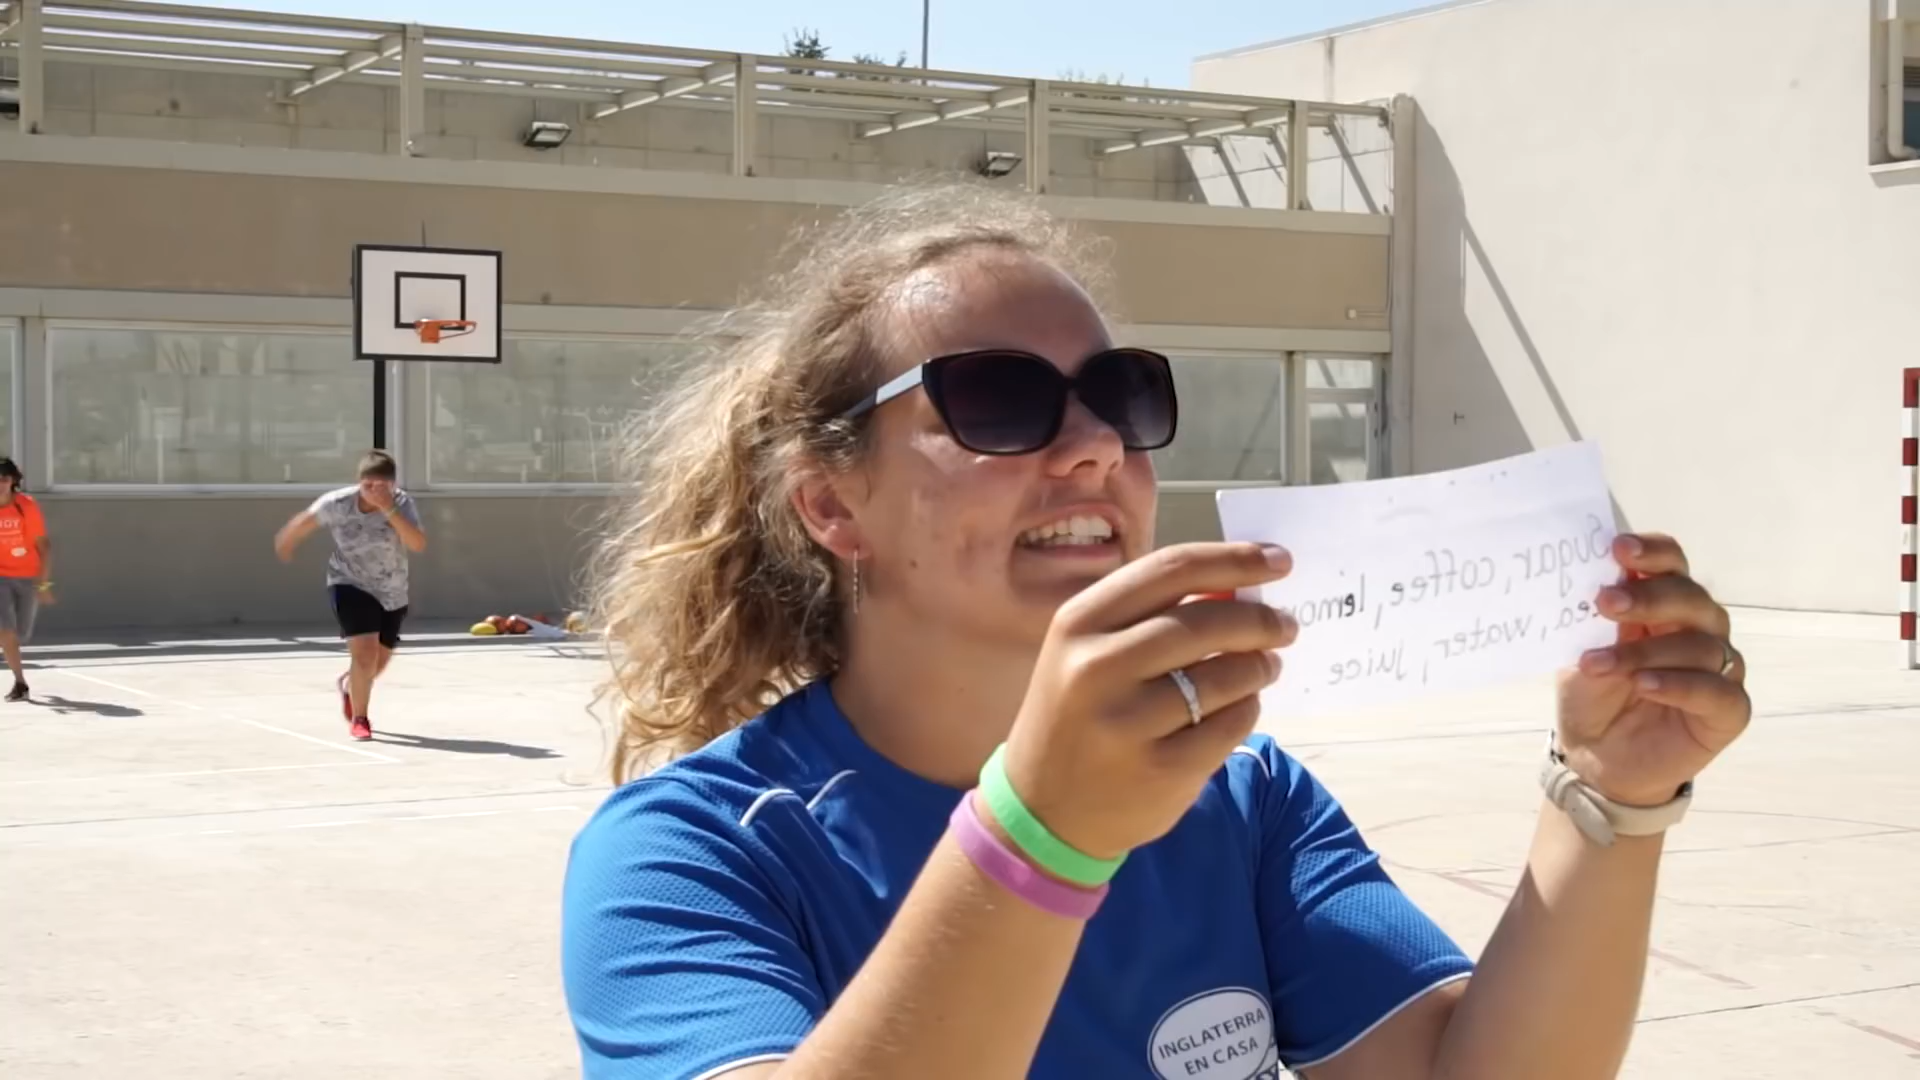 Sugar, coffee, lemon
tea, water, juice.
INGLATERRA
EN CASA